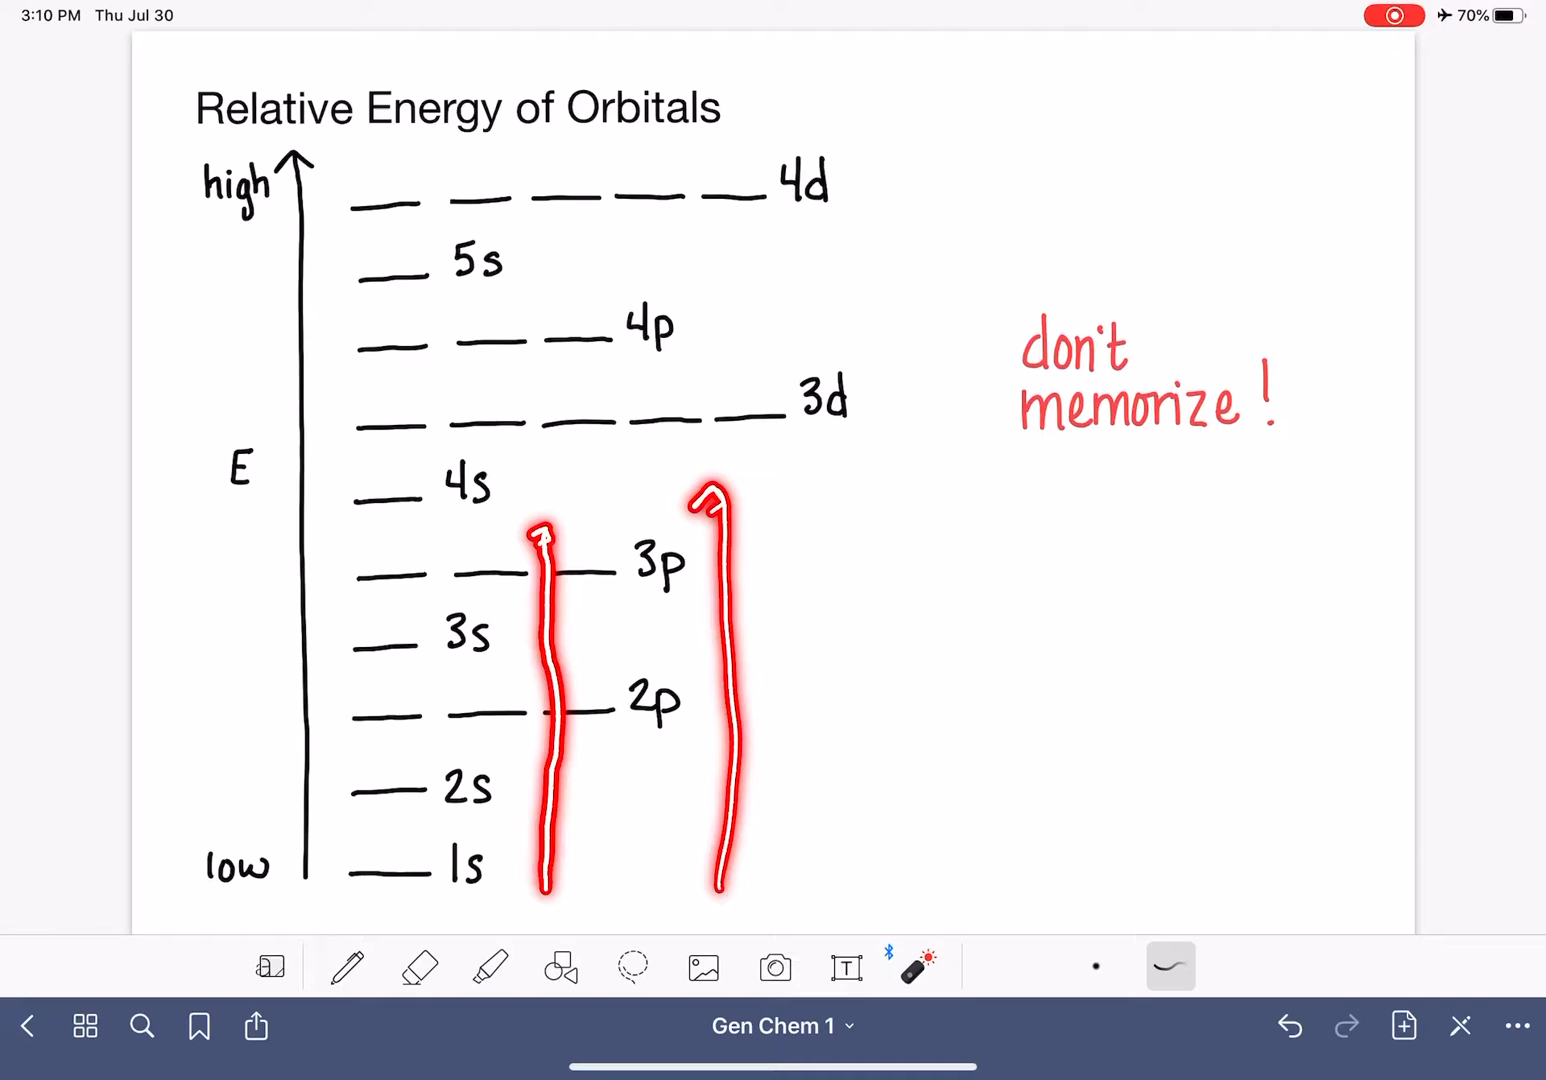 3:10 PM Thu Jul 30
70%
Relative Energy of Orbitals
high
4d
5s
4p
don't
memorize!
3d
E
4s
3p
3s
2p
2s
low
1s
T
Gen Chem 1